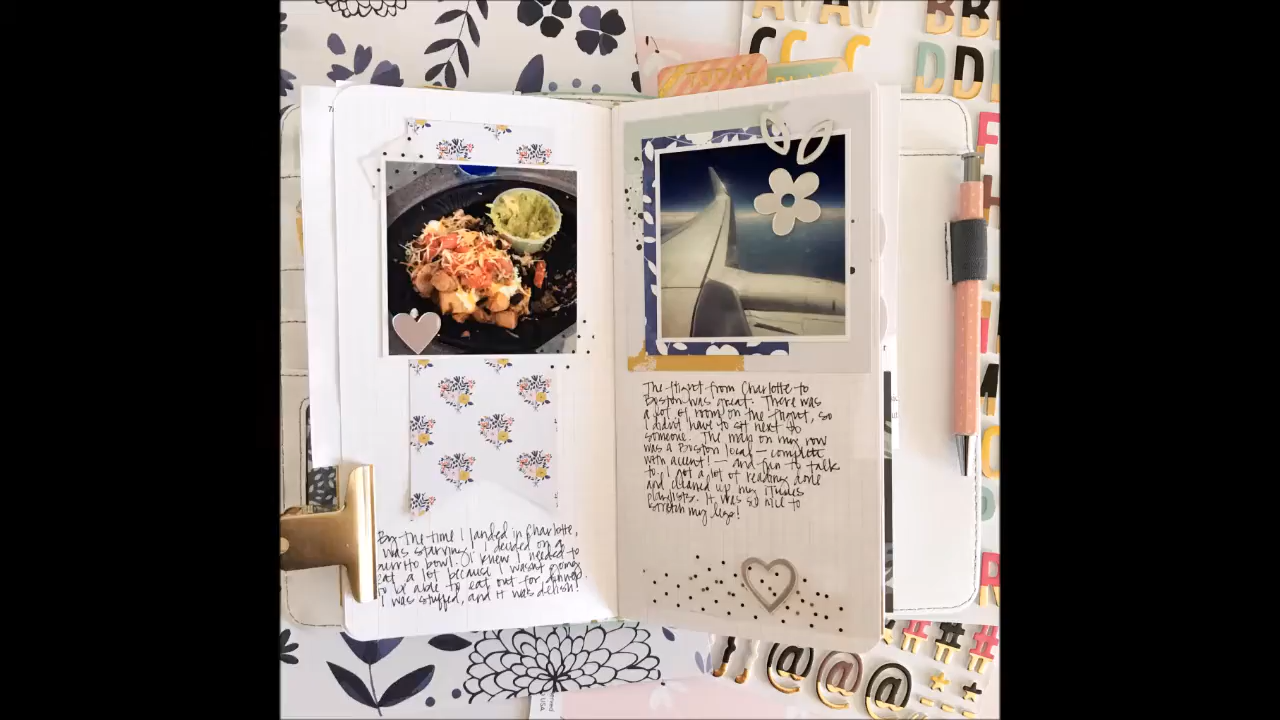 By the time I landed in Charlotte,
I was starving. I decided on a
burrito bowl. I knew I needed to
eat a lot because I wasn't going
to be able to eat out for dinner.
I was stuffed, and it was delish!
The flight from Charlotte to
Boston was great. There was
a lot of room on the flight, so
I didn't have to sit next to
someone. The man on my row
was a Boston local — complete
with accent! — and fun to talk
to. I got a lot of reading done
and cleaned up my iTunes
playlists. It was so nice to
stretch my legs!